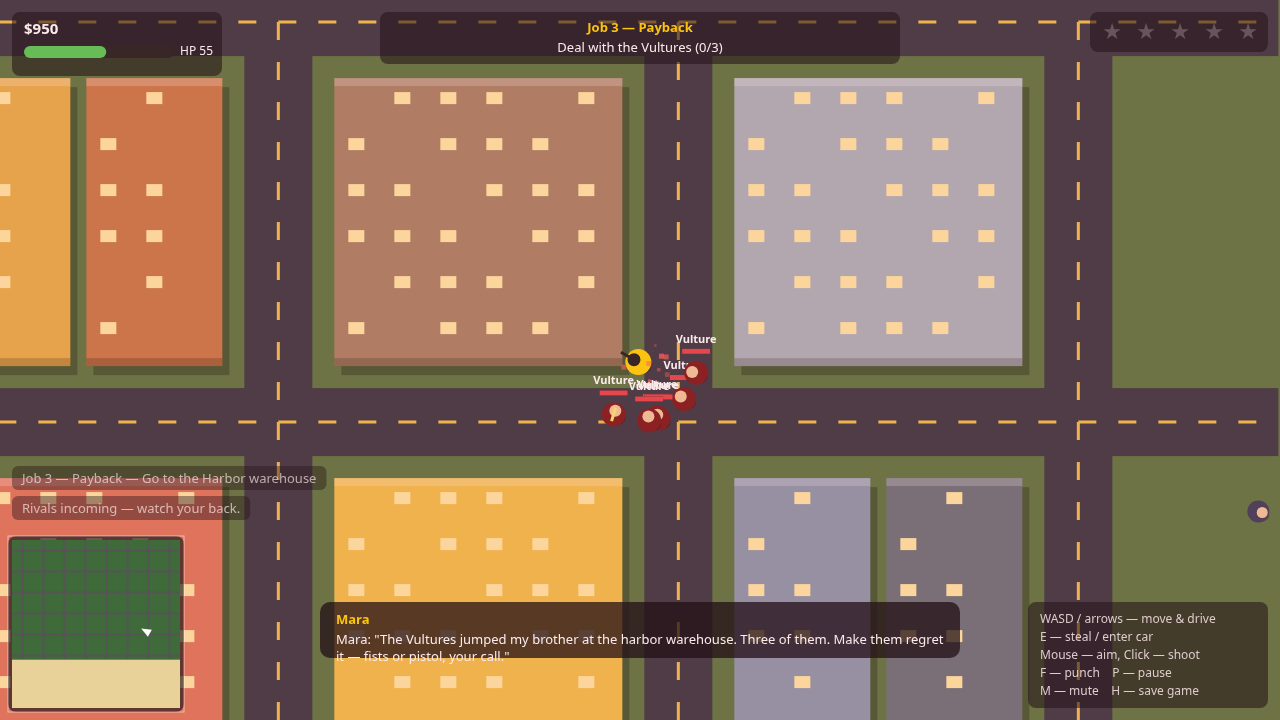 $950
HP 55
Job 3 — Payback
Deal with the Vultures (0/3)
Vulture
Vulture
Job 3 — Payback — Go to the Harbor warehouse
Rivals incoming — watch your back.
Mara
Mara: "The Vultures jumped my brother at the harbor warehouse. Three of them. Make them regret
it — fists or pistol, your call."
WASD / arrows — move & drive
E — steal / enter car
Mouse — aim, Click — shoot
F — punch P — pause
M — mute H — save game